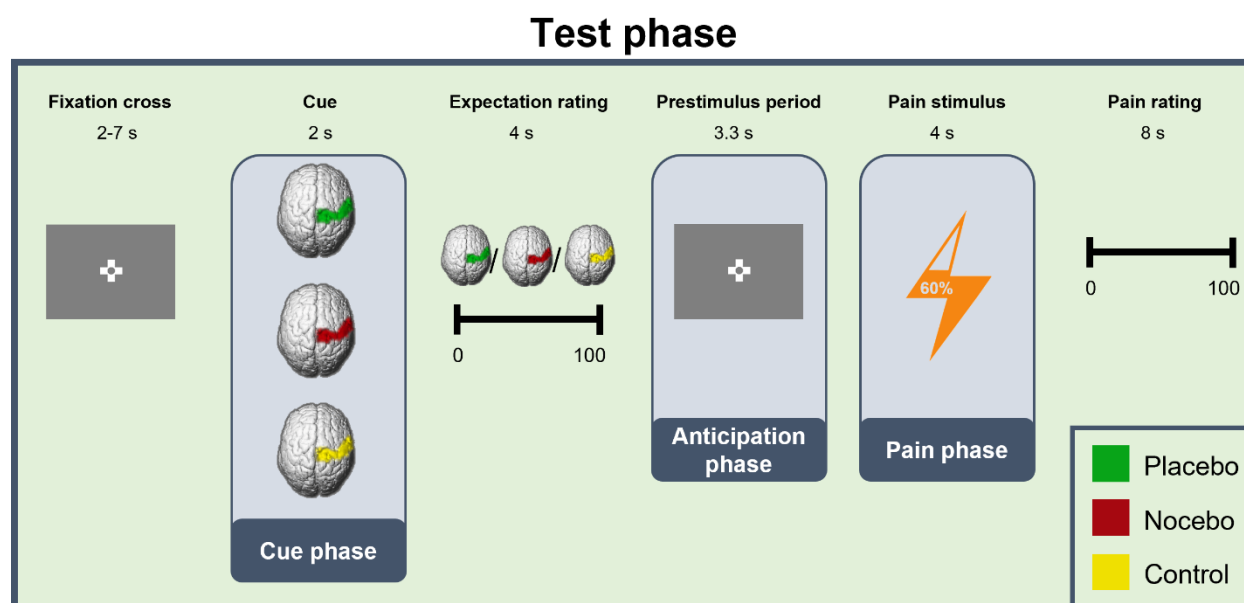 Test phase
Fixation cross
2-7 s
Cue
2 s
Expectation rating
4 s
Prestimulus period
3.3 s
Pain stimulus
4 s
Pain rating
8 s
/ /
0 100
60%
0 100
Cue phase
Anticipation
phase
Pain phase
Placebo
Nocebo
Control